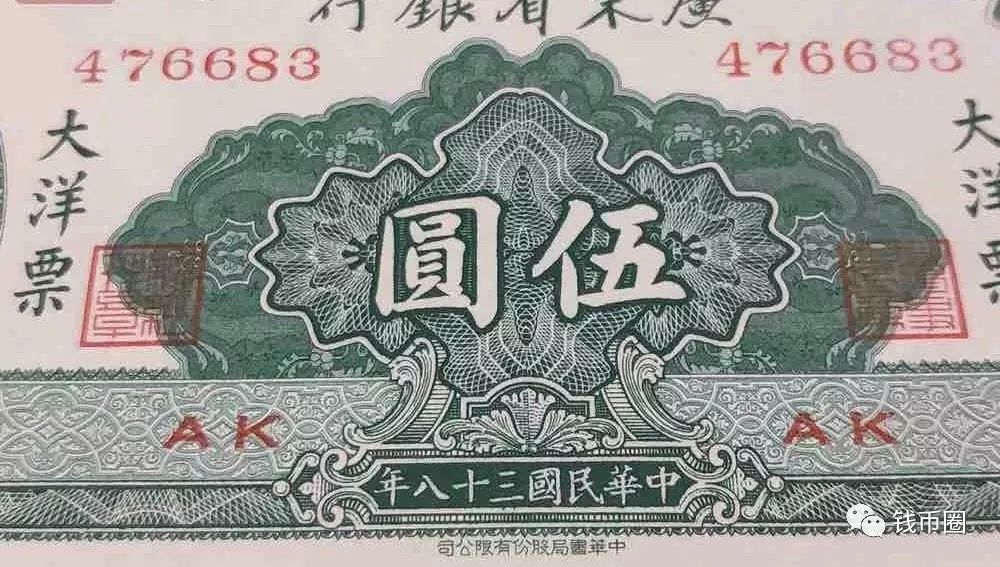 廣東省銀行
476683
476683
大洋票
大洋票
伍圓
AK
AK
中華民國三十八年
中華書局股份有限公司
钱币圈